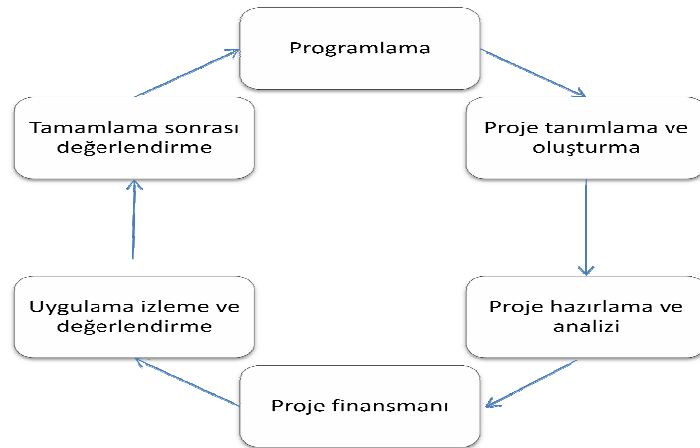 Programlama
Proje tanımlama ve
oluşturma
Proje hazırlama ve
analizi
Proje finansmanı
Uygulama izleme ve
değerlendirme
Tamamlama sonrası
değerlendirme